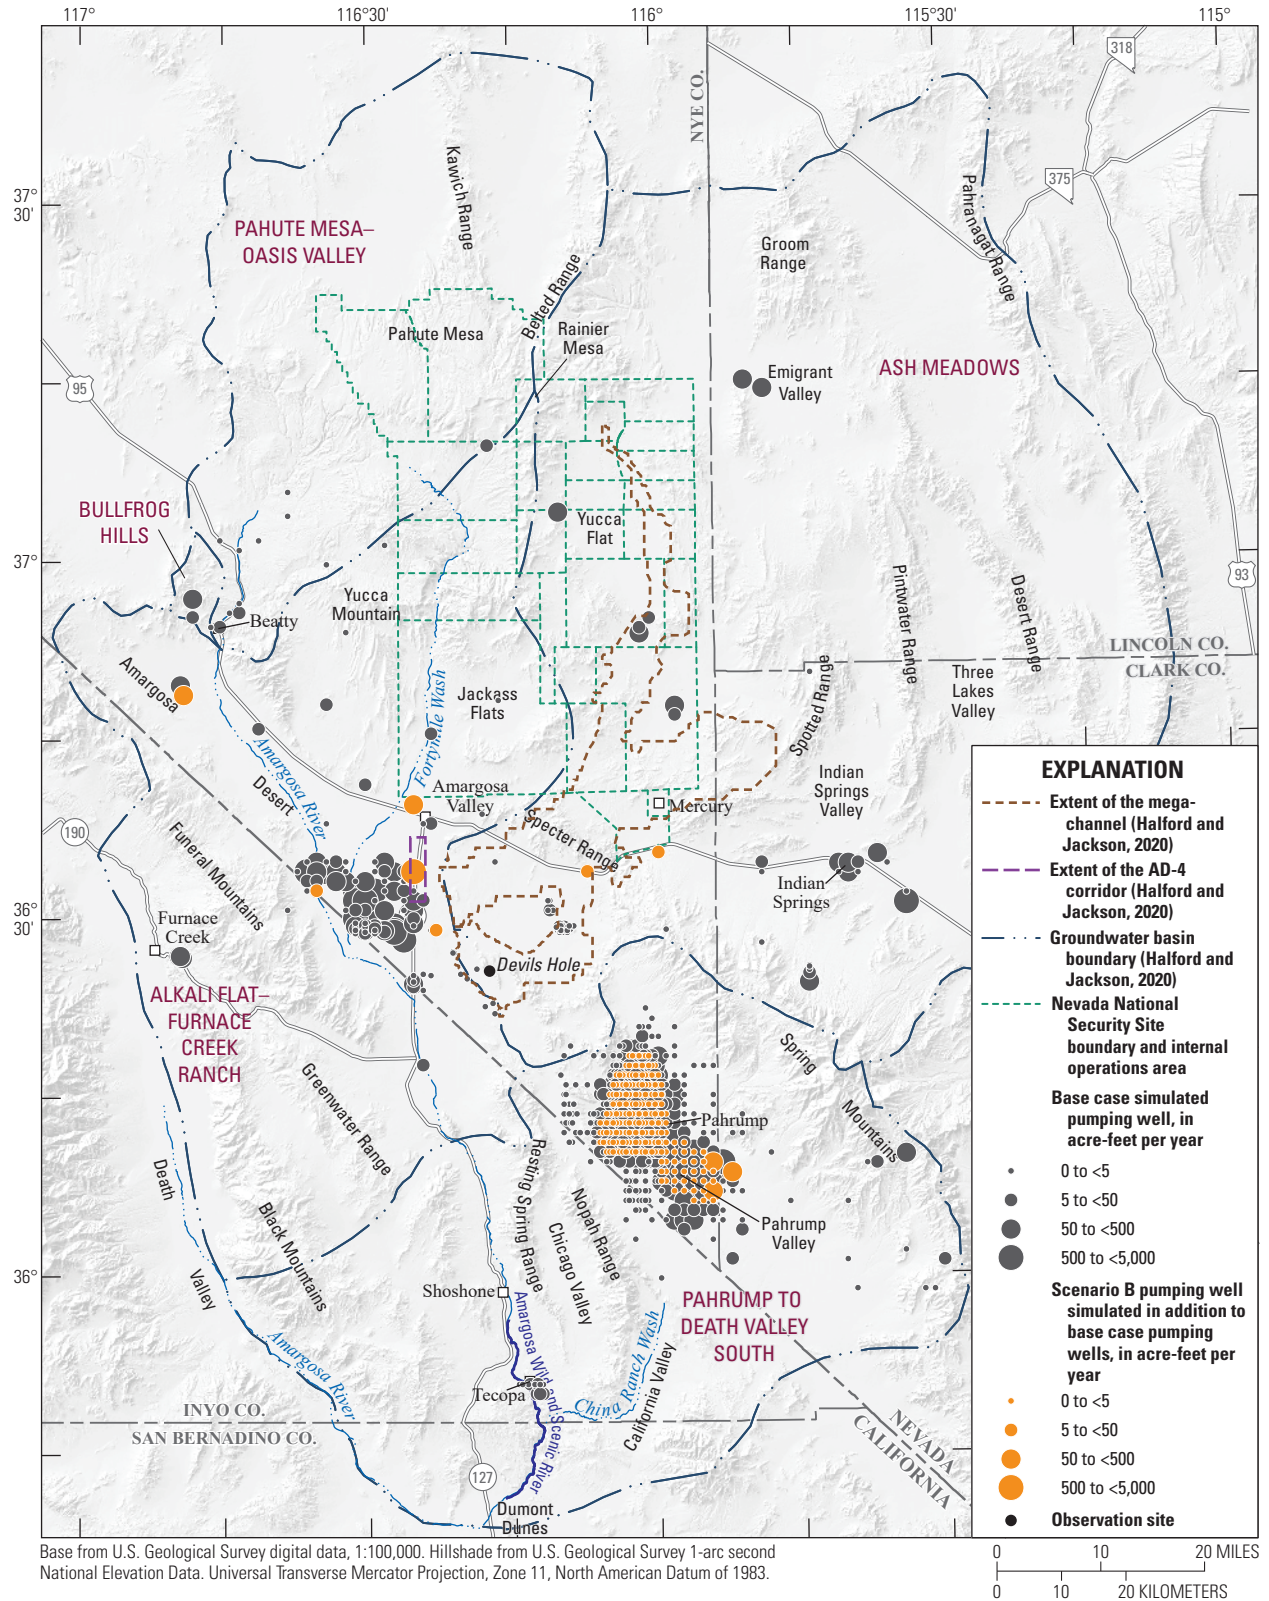 117°
116°30'
116°
115°30'
115°
318
NYE CO.
375
37°
30'
Kawich Range
Pahranagat Range
PAHUTE MESA–
OASIS VALLEY
Groom
Range
Belted Range
Pahute Mesa
Rainier
Mesa
95
Emigrant
Valley
ASH MEADOWS
BULLFROG
HILLS
Yucca
Flat
37°
93
Yucca
Mountain
Pintwater Range
Desert Range
Beatty
LINCOLN CO.
CLARK CO.
Amargosa
Desert
Amargosa River
Fortymile Wash
Jackass
Flats
Spotted Range
Three
Lakes
Valley
Indian
Springs
Valley
Amargosa
Valley
Mercury
Specter Range
190
Funeral Mountains
Indian
Springs
36°
30'
Furnace
Creek
Devils Hole
ALKALI FLAT–
FURNACE
CREEK
RANCH
Spring
Mountains
Greenwater Range
Pahrump
Death
Valley
Resting Spring Range
Nopah Range
Chicago Valley
Black Mountains
Pahrump
Valley
36°
Shoshone
PAHRUMP TO
DEATH VALLEY
SOUTH
Amargosa River
Amargosa Wild and Scenic River
China Ranch Wash
California Valley
Tecopa
INYO CO.
SAN BERNADINO CO.
NEVADA
CALIFORNIA
127
Dumont
Dunes
EXPLANATION
Extent of the mega-
channel (Halford and
Jackson, 2020)
Extent of the AD-4
corridor (Halford and
Jackson, 2020)
Groundwater basin
boundary (Halford and
Jackson, 2020)
Nevada National
Security Site
boundary and internal
operations area
Base case simulated
pumping well, in
acre-feet per year
0 to <5
5 to <50
50 to <500
500 to <5,000
Scenario B pumping well
simulated in addition to
base case pumping
wells, in acre-feet per
year
0 to <5
5 to <50
50 to <500
500 to <5,000
Observation site
Base from U.S. Geological Survey digital data, 1:100,000. Hillshade from U.S. Geological Survey 1-arc second
National Elevation Data. Universal Transverse Mercator Projection, Zone 11, North American Datum of 1983.
0 10 20 MILES
0 10 20 KILOMETERS